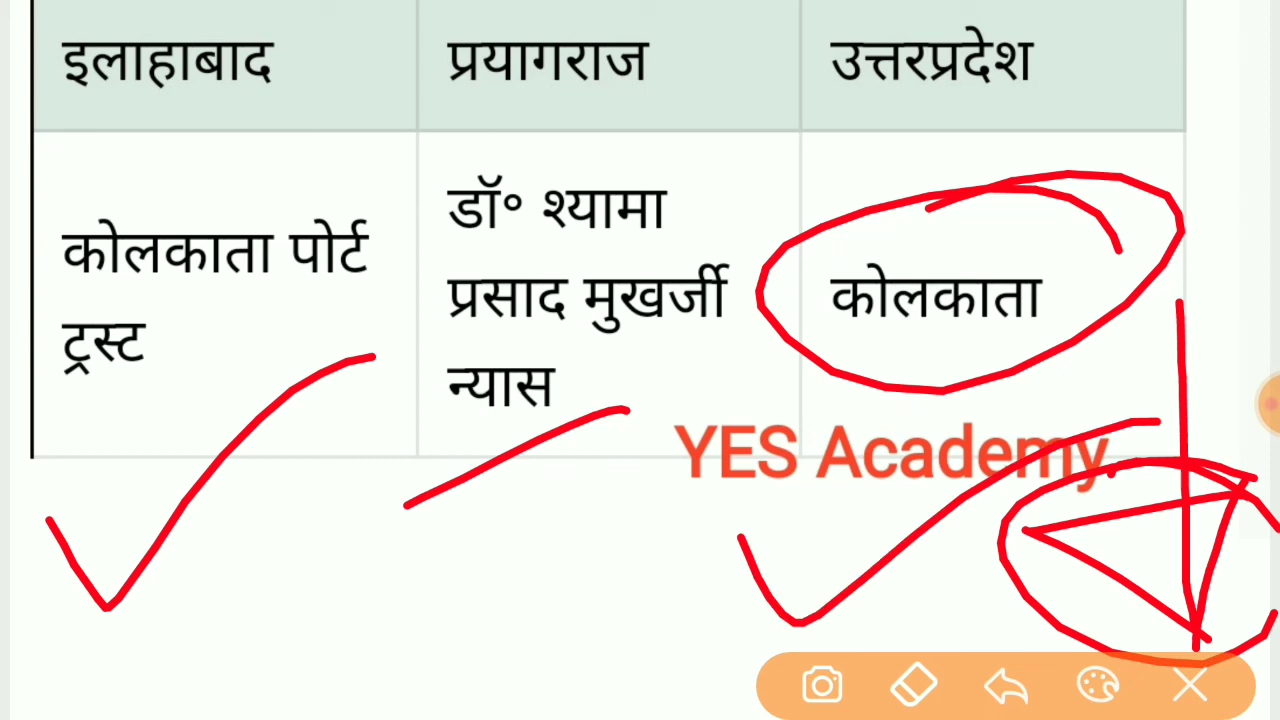 इलाहाबाद प्रयागराज उत्तरप्रदेश
कोलकाता पोर्ट
ट्रस्ट
डॉ॰ श्यामा
प्रसाद मुखर्जी
न्यास
कोलकाता
YES Academy